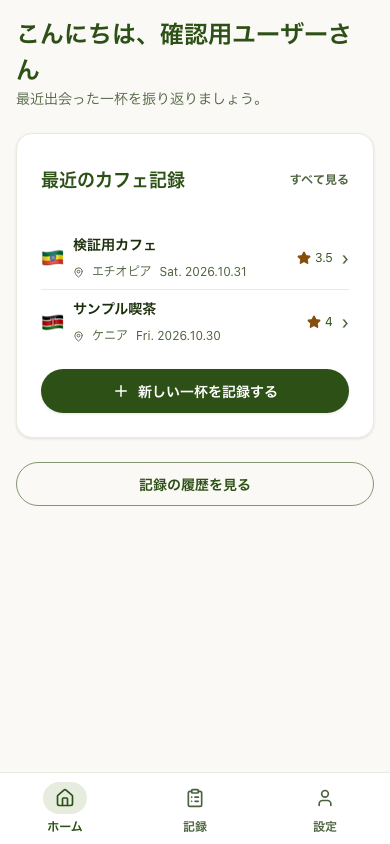 こんにちは、確認用ユーザーさ
ん
最近出会った一杯を振り返りましょう。
最近のカフェ記録 すべて見る
検証用カフェ
エチオピア Sat. 2026.10.31 3.5
サンプル喫茶
ケニア Fri. 2026.10.30 4
新しい一杯を記録する
記録の履歴を見る
ホーム 記録 設定